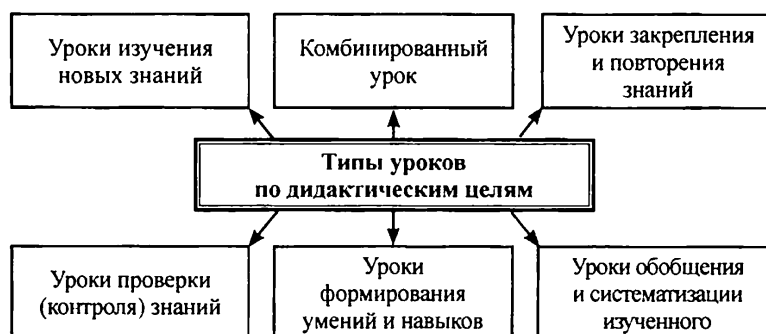 Уроки изучения
новых знаний
Комбинированный
урок
Уроки закрепления
и повторения
знаний
Типы уроков
по дидактическим целям
Уроки проверки
(контроля) знаний
Уроки
формирования
умений и навыков
Уроки обобщения
и систематизации
изученного